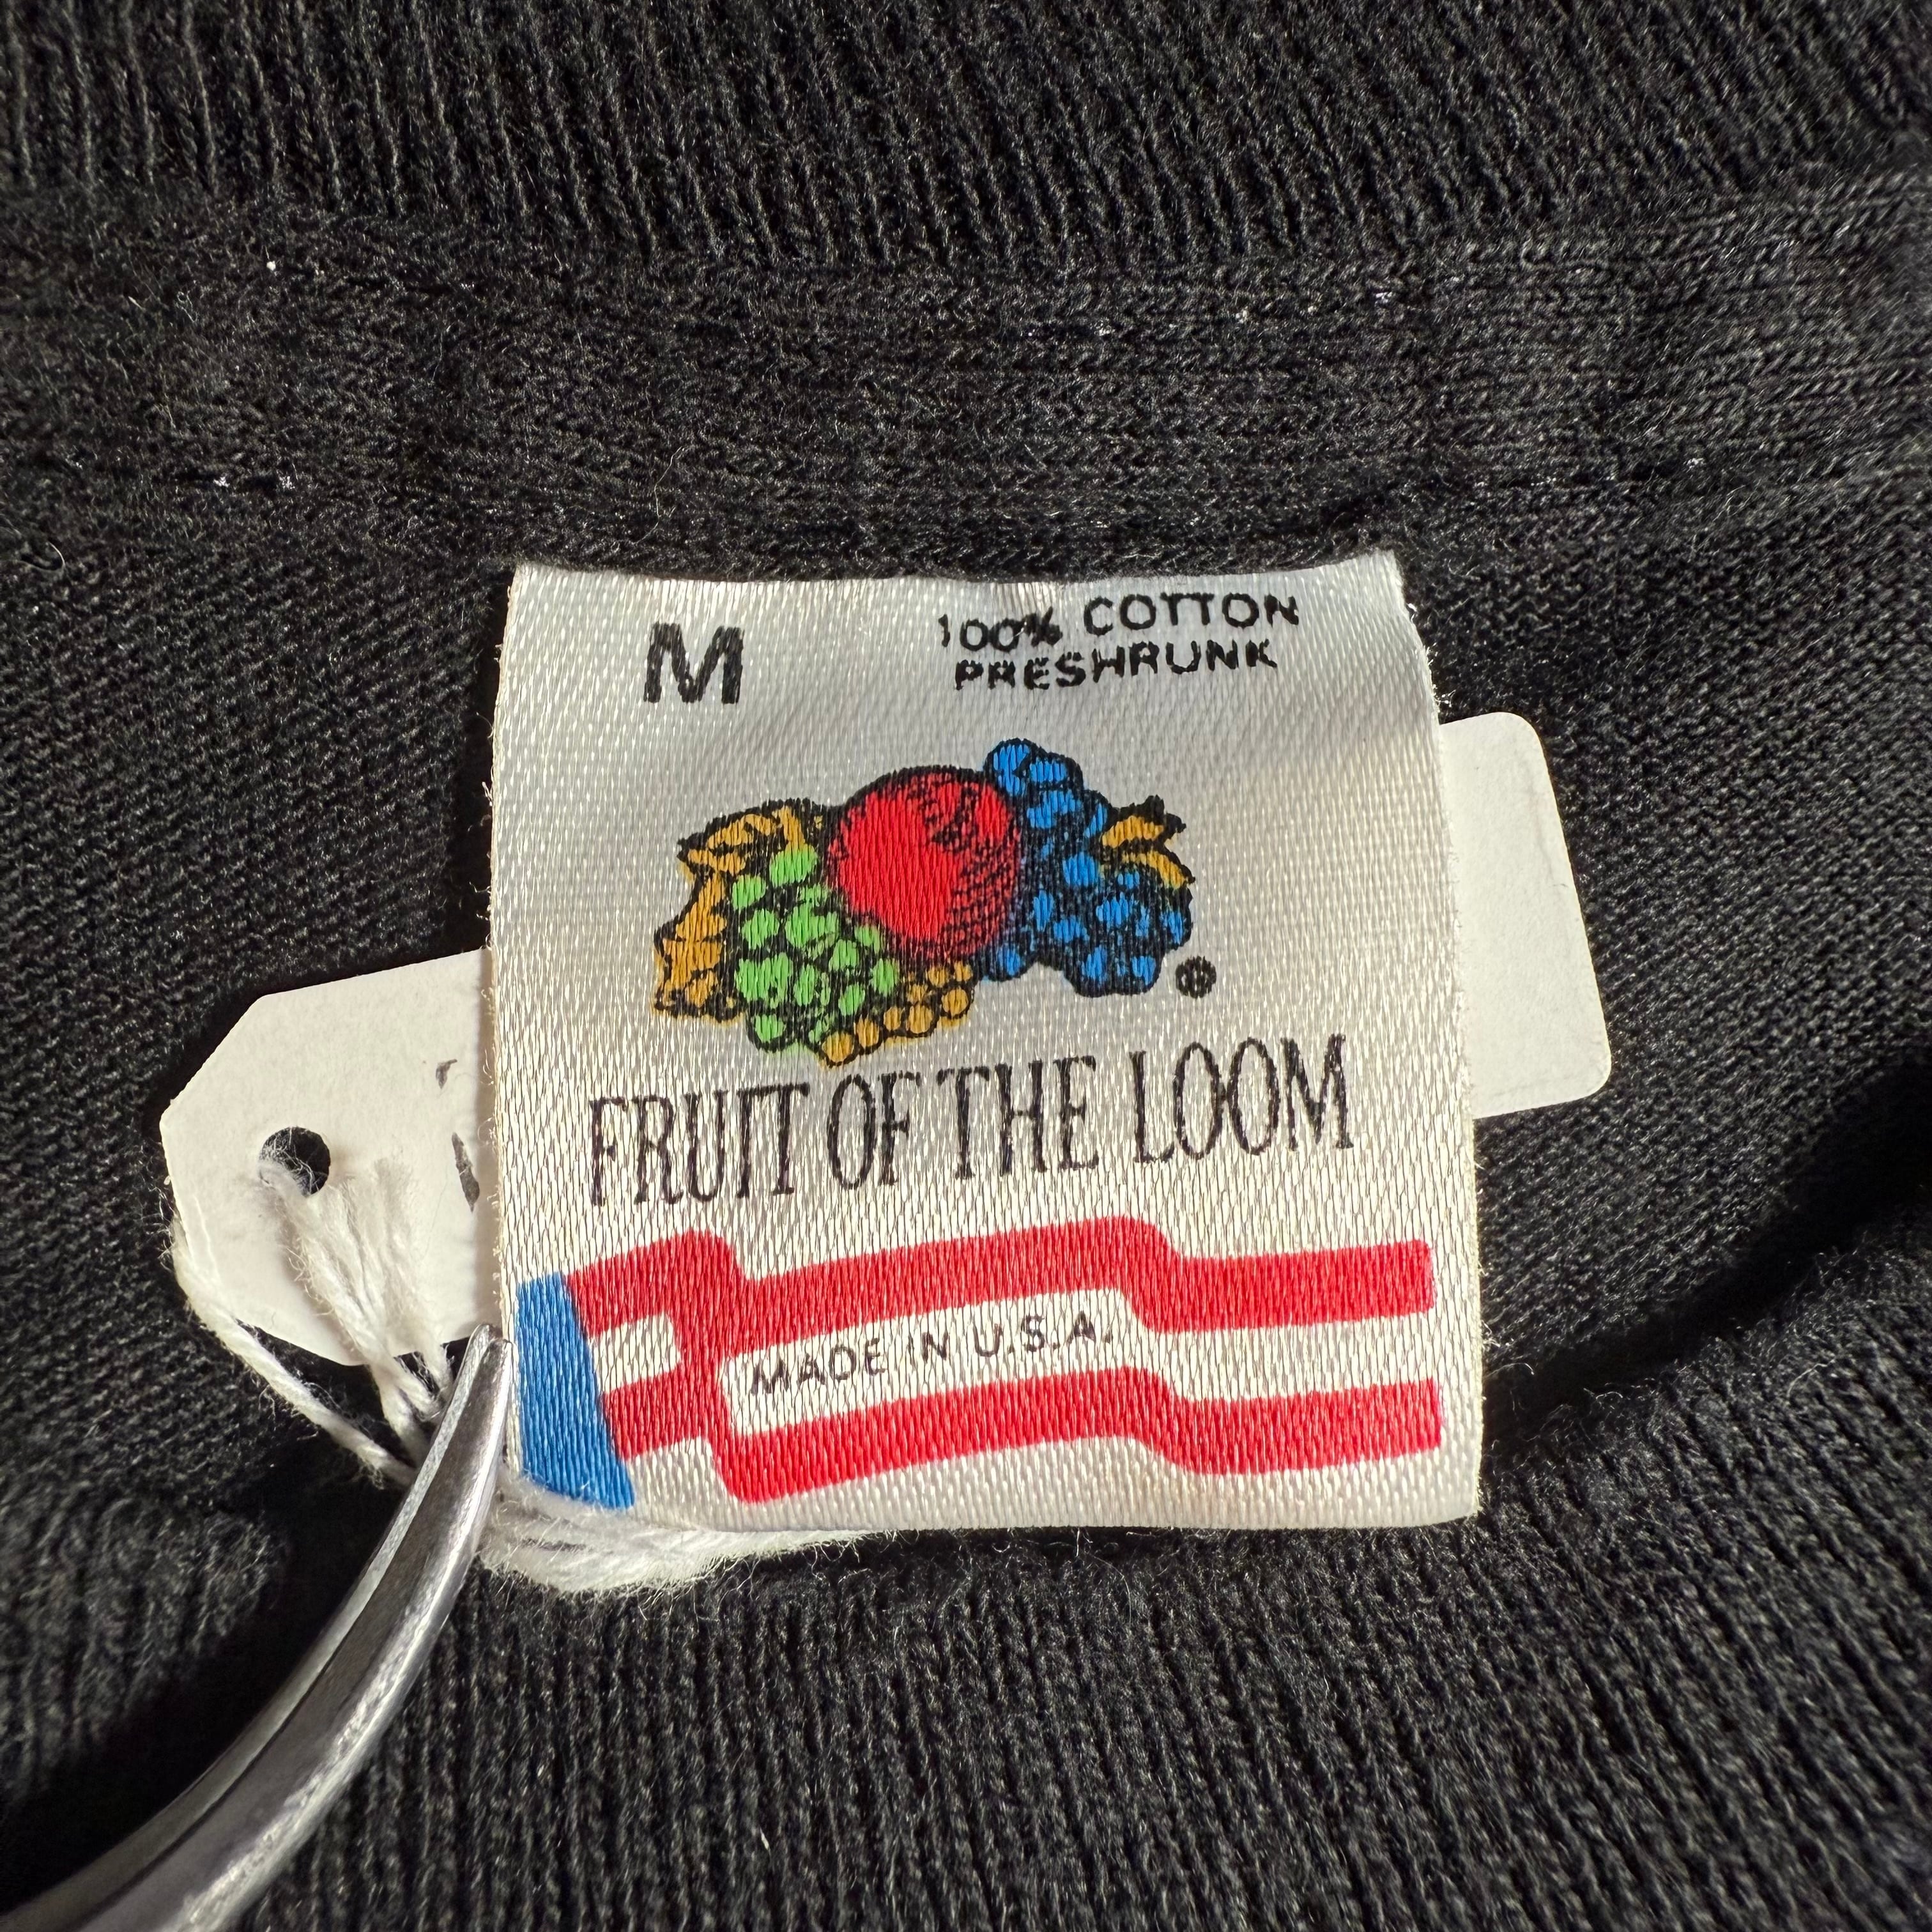 M
100% COTTON
PRESHRUNK
®
FRUIT OF THE LOOM
MADE IN U.S.A.